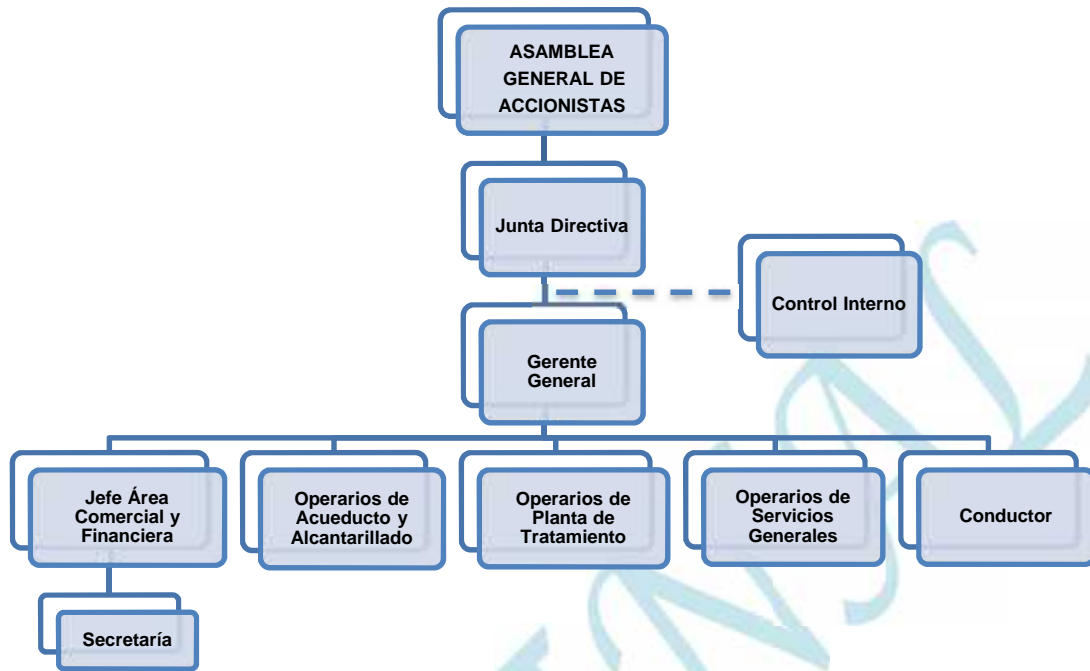 ASAMBLEA
GENERAL DE
ACCIONISTAS
Junta Directiva
Control Interno
Gerente
General
Jefe Área
Comercial y
Financiera
Operarios de
Acueducto y
Alcantarillado
Operarios de
Planta de
Tratamiento
Operarios de
Servicios
Generales
Conductor
Secretaría